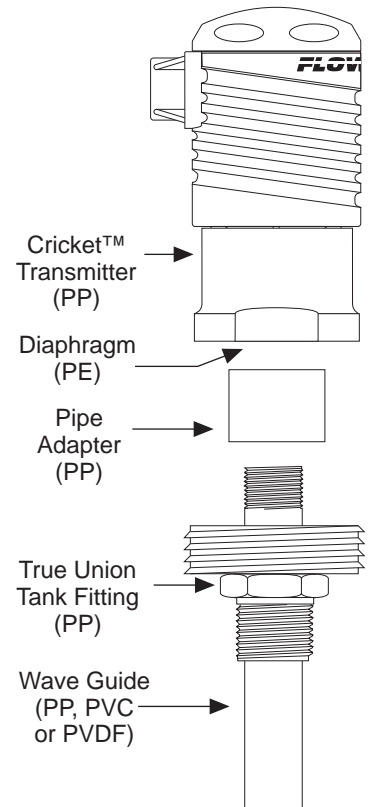 FLOW
Cricket™
Transmitter
(PP)
Diaphragm
(PE)
Pipe
Adapter
(PP)
True Union
Tank Fitting
(PP)
Wave Guide
(PP, PVC
or PVDF)